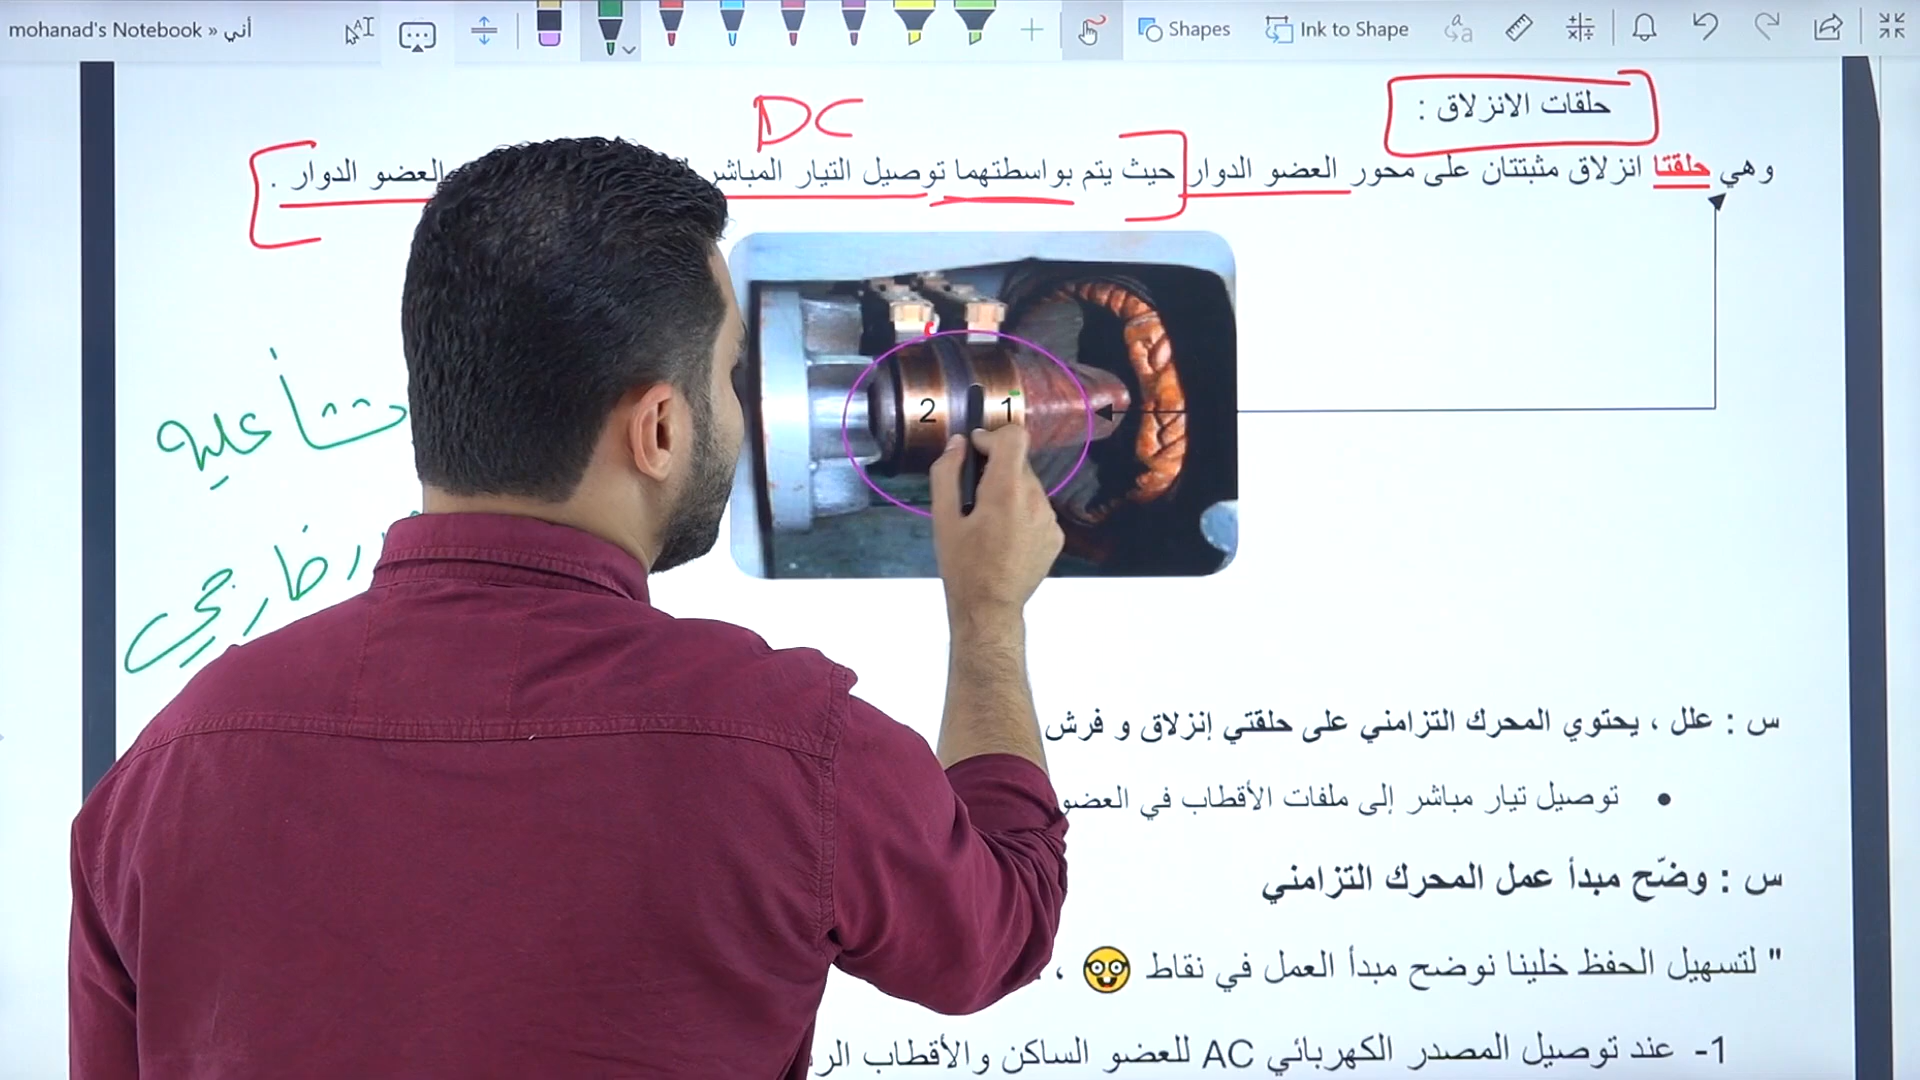 mohanad's Notebook » أني
Shapes
Ink to Shape
DC
حلقات الانزلاق :
وهي حلقتا انزلاق مثبتتان على محور العضو الدوار حيث يتم بواسطتهما توصيل التيار المباشر العضو الدوار .
2 1
خارجي
س : علل ، يحتوي المحرك التزامني على حلقتي إنزلاق و فرش
• توصيل تيار مباشر إلى ملفات الأقطاب في العضو
س : وضّح مبدأ عمل المحرك التزامني
" لتسهيل الحفظ خلينا نوضح مبدأ العمل في نقاط 🤓 ،
1- عند توصيل المصدر الكهربائي AC للعضو الساكن والأقطاب